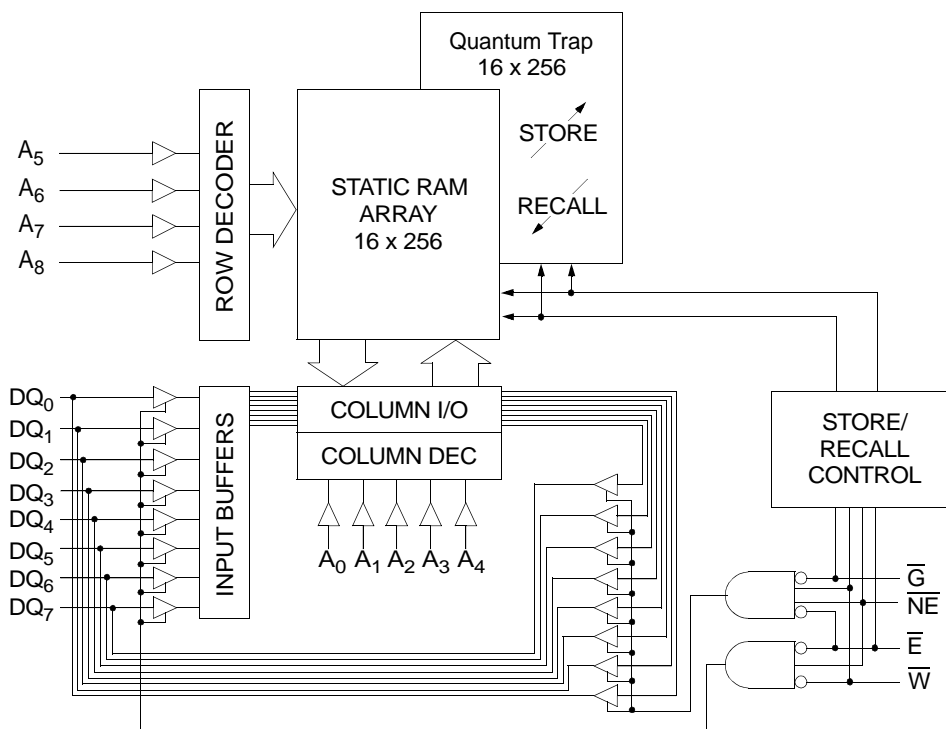 Quantum Trap
16 x 256
STORE
RECALL
STATIC RAM
ARRAY
16 x 256
ROW DECODER
A5
A6
A7
A8
DQ0
DQ1
DQ2
DQ3
DQ4
DQ5
DQ6
DQ7
INPUT BUFFERS
COLUMN I/O
COLUMN DEC
A0 A1 A2 A3 A4
STORE/
RECALL
CONTROL
G̅
N̅E̅
E̅
W̅